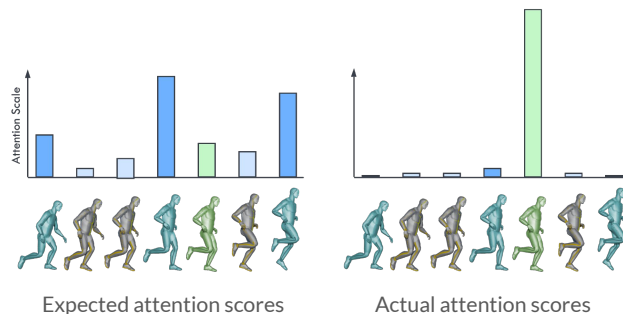 Attention Scale
Expected attention scores
Actual attention scores